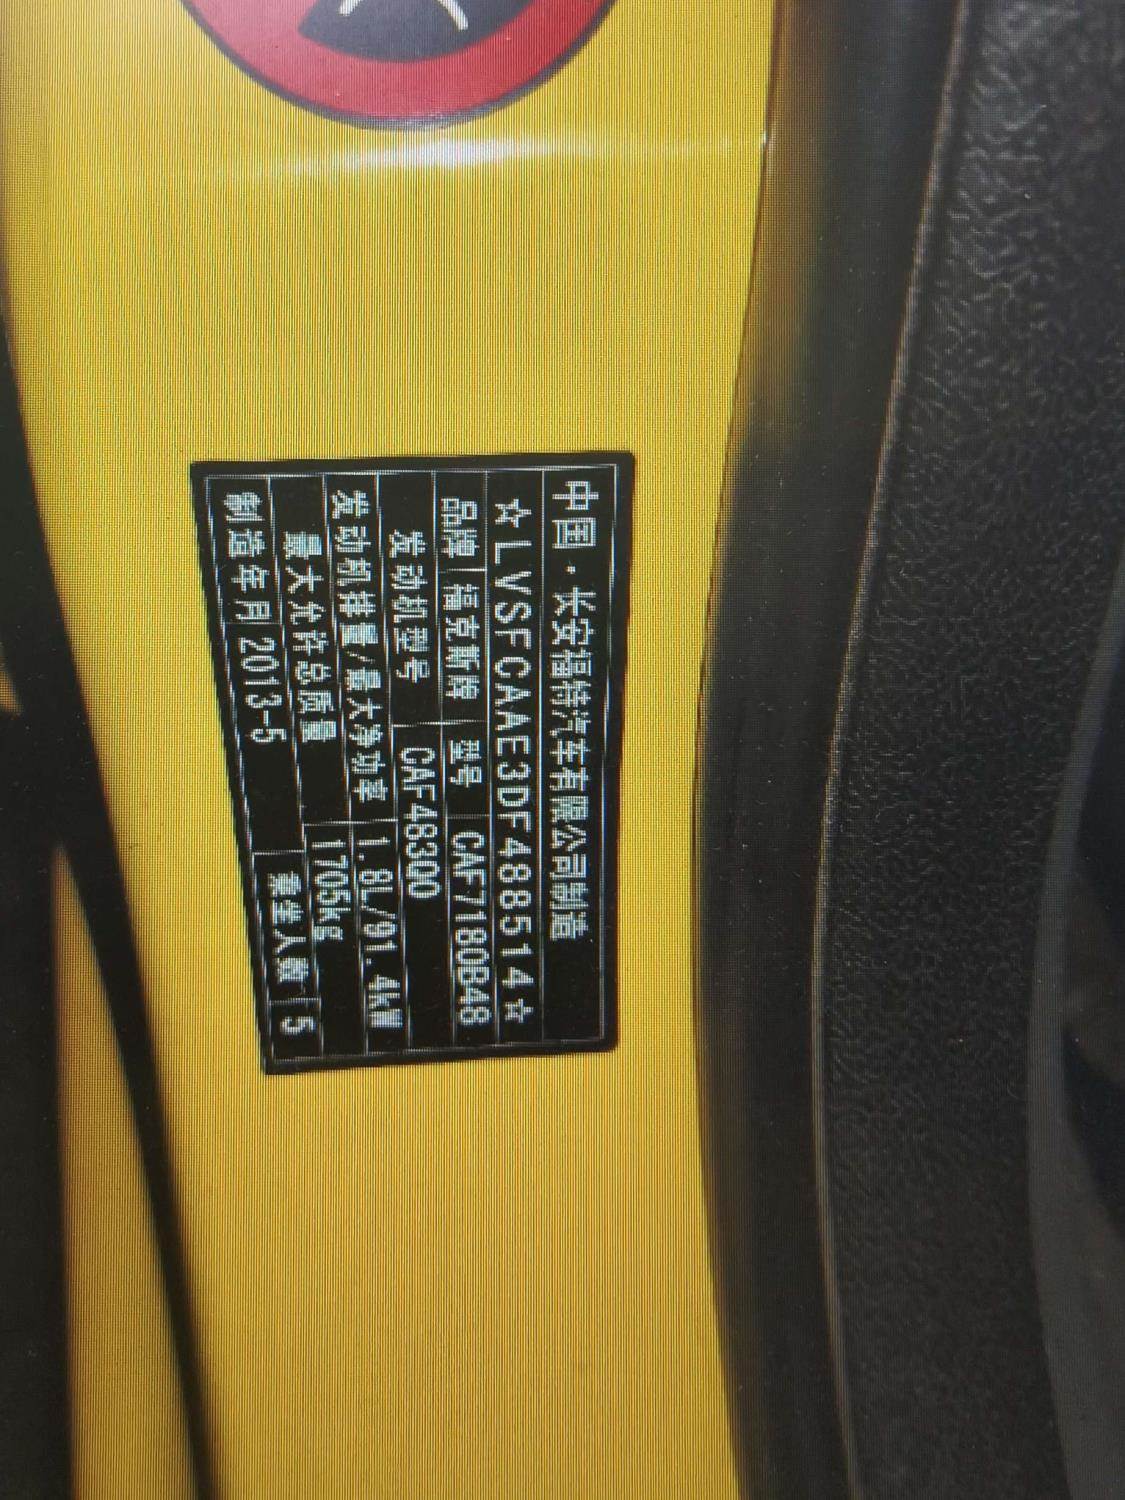 中国·长安福特汽车有限公司制造
☆LVSFCAAE3DF488514☆
品牌 福克斯牌 型号 CAF7180B48
发动机型号 CAF483Q0
发动机排量/最大净功率 1.8L/91.4kW
最大允许总质量 1705kg
制造年月 2013-5 乘坐人数 5